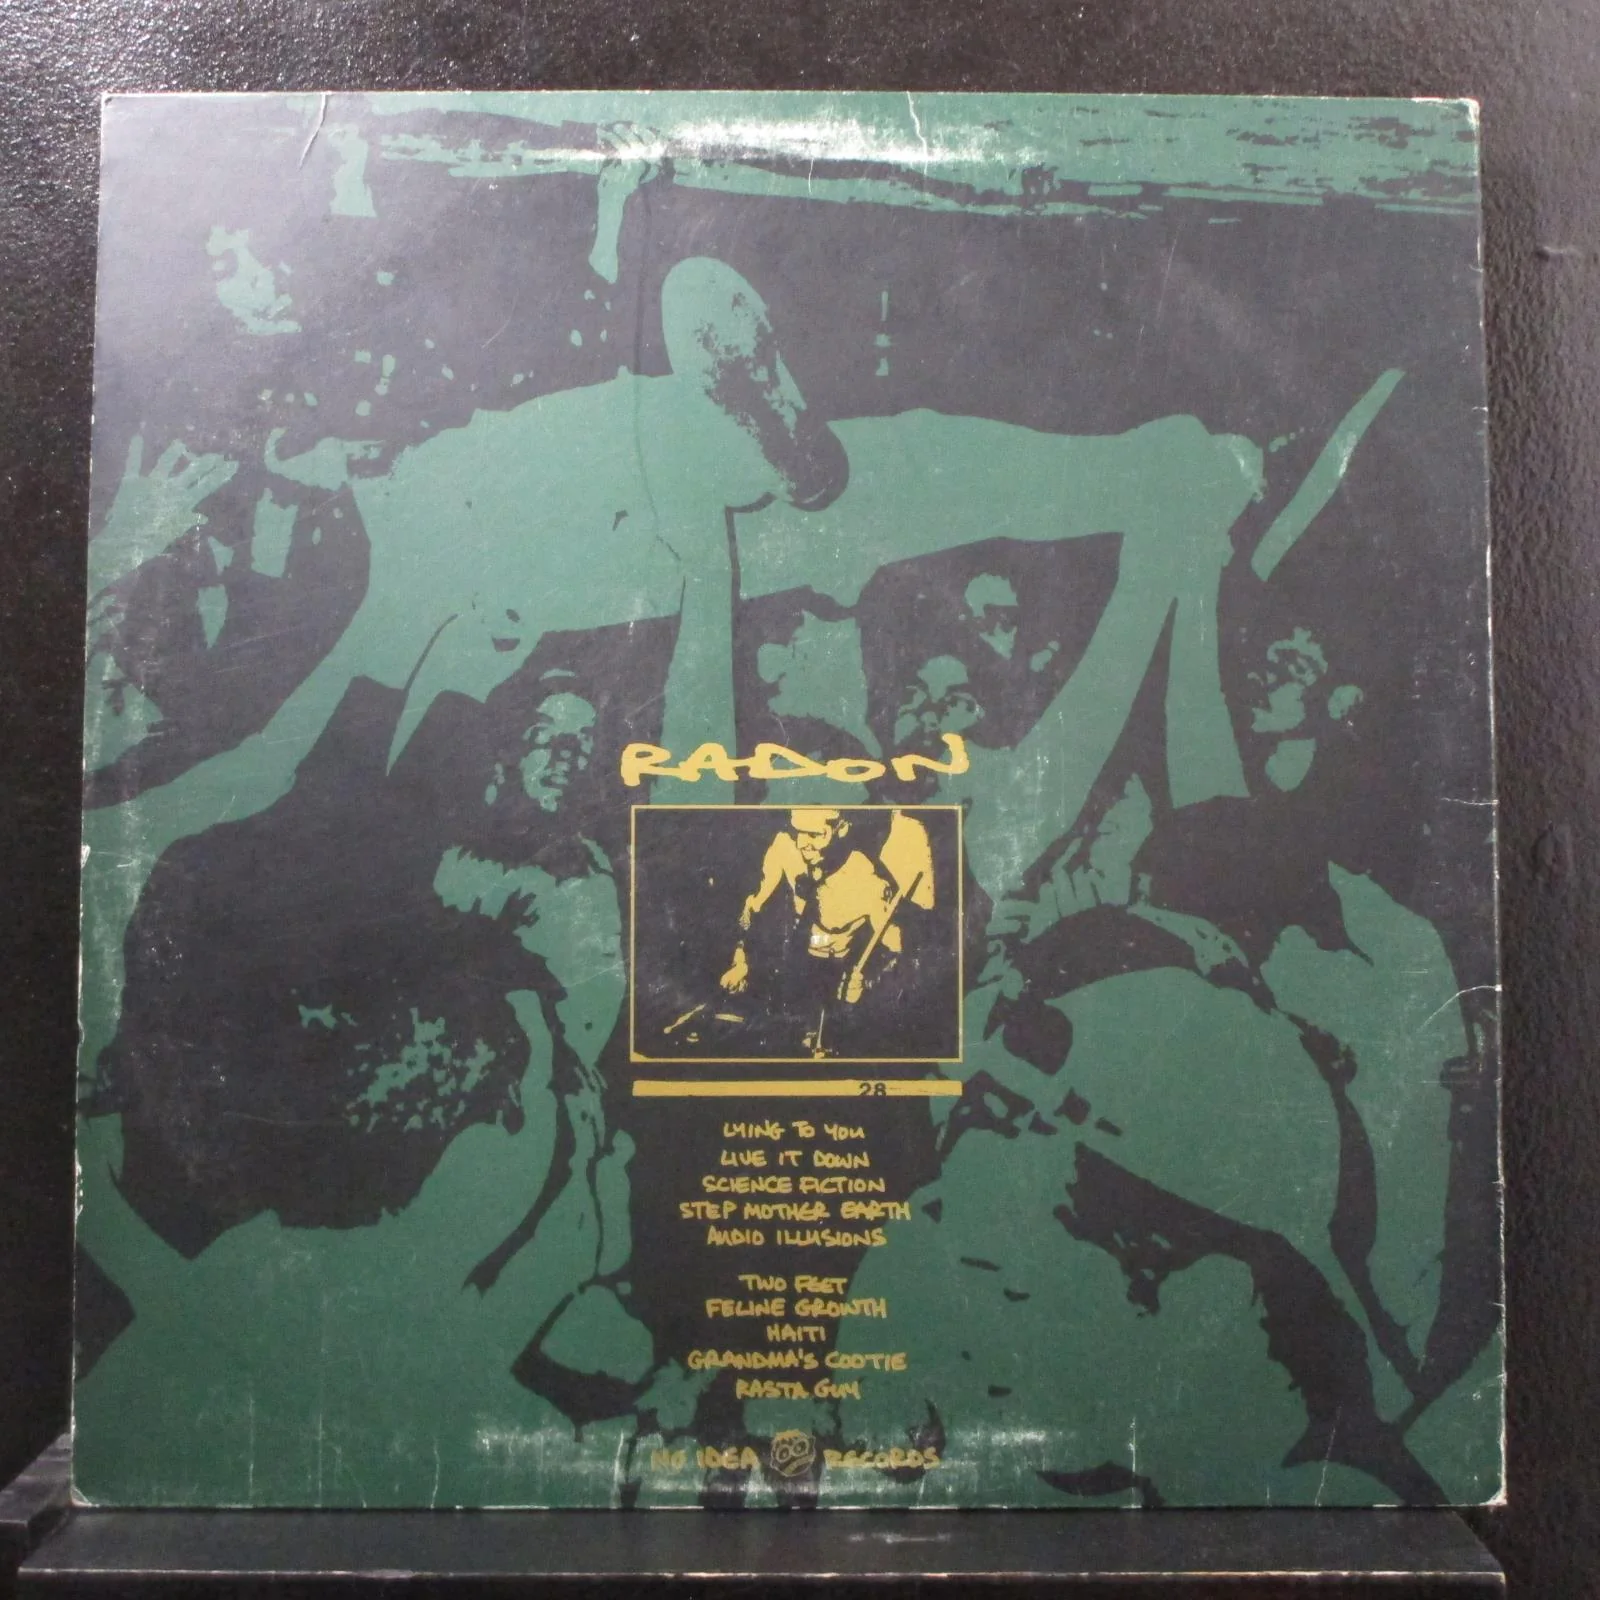 RADON
28
LYING TO YOU
LIVE IT DOWN
SCIENCE FICTION
STEP MOTHER EARTH
AUDIO ILLUSIONS
TWO FEET
FELINE GROWTH
HAITI
GRANDMA'S COOTIE
RASTA GUY
NO IDEA RECORDS